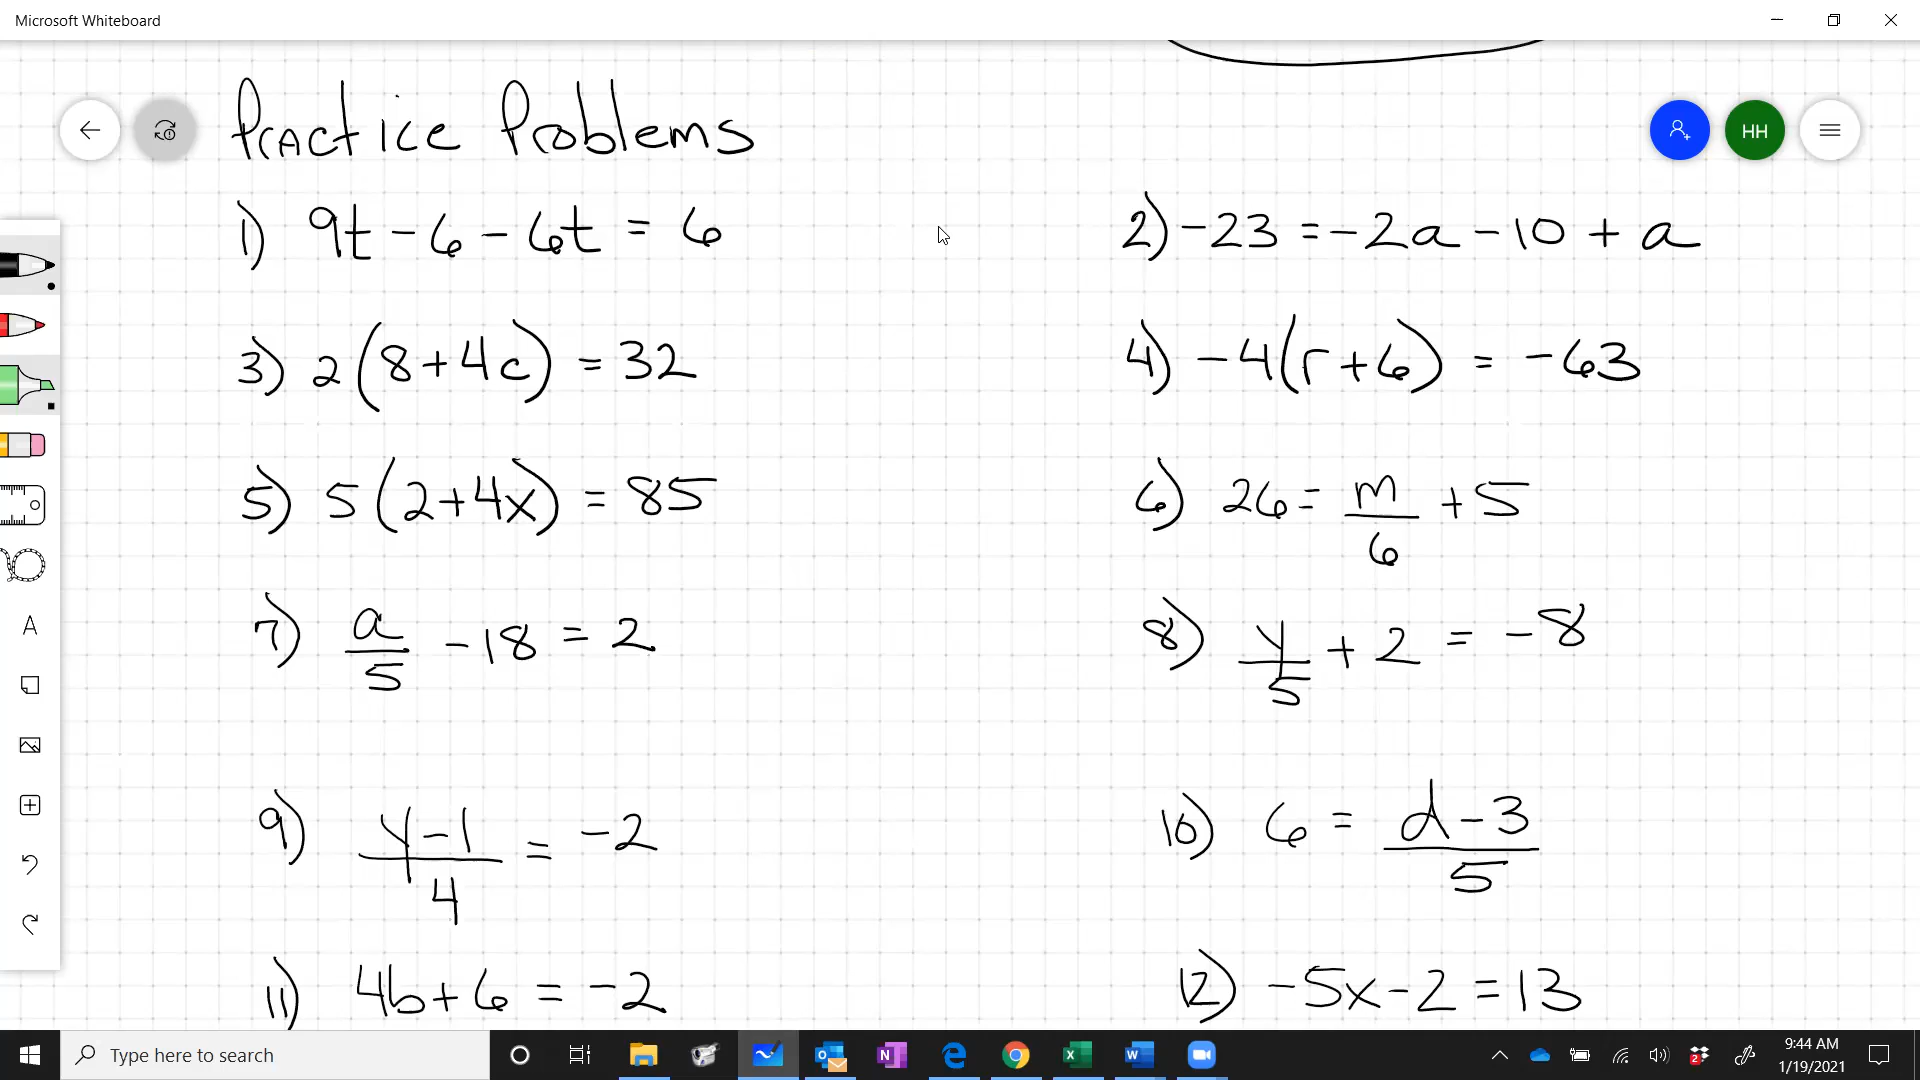 Microsoft Whiteboard
Practice Problems
HH
1) 9t - 6 - 6t = 6
2) -23 = -2a - 10 + a
3) 2(8 + 4c) = 32
4) -4(r + 6) = -63
5) 5(2 + 4x) = 85
6) 26 = m/6 + 5
7) a/5 - 18 = 2
8) y/5 + 2 = -8
9) y - 1/4 = -2
10) 6 = d - 3/5
11) 4b + 6 = -2
12) -5x - 2 = 13
A
Type here to search
9:44 AM
1/19/2021